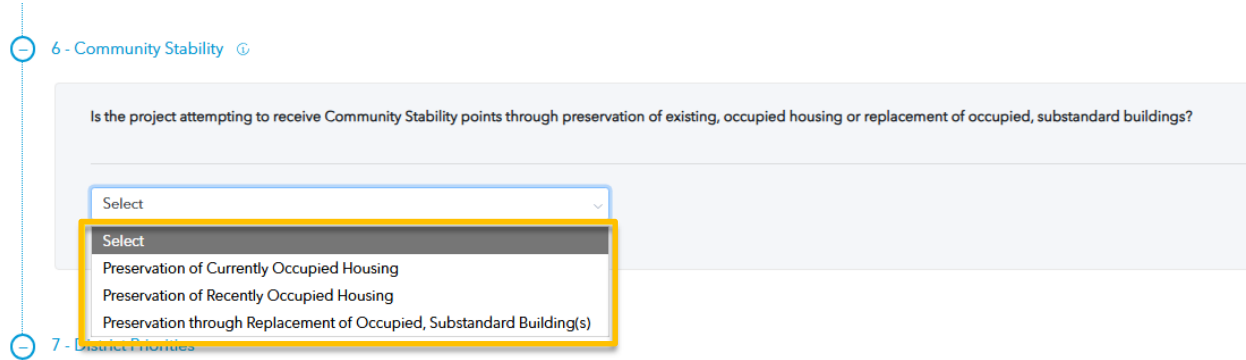 6 - Community Stability
Is the project attempting to receive Community Stability points through preservation of existing, occupied housing or replacement of occupied, substandard buildings?
Select
Select
Preservation of Currently Occupied Housing
Preservation of Recently Occupied Housing
Preservation through Replacement of Occupied, Substandard Building(s)
7 - District Priorities